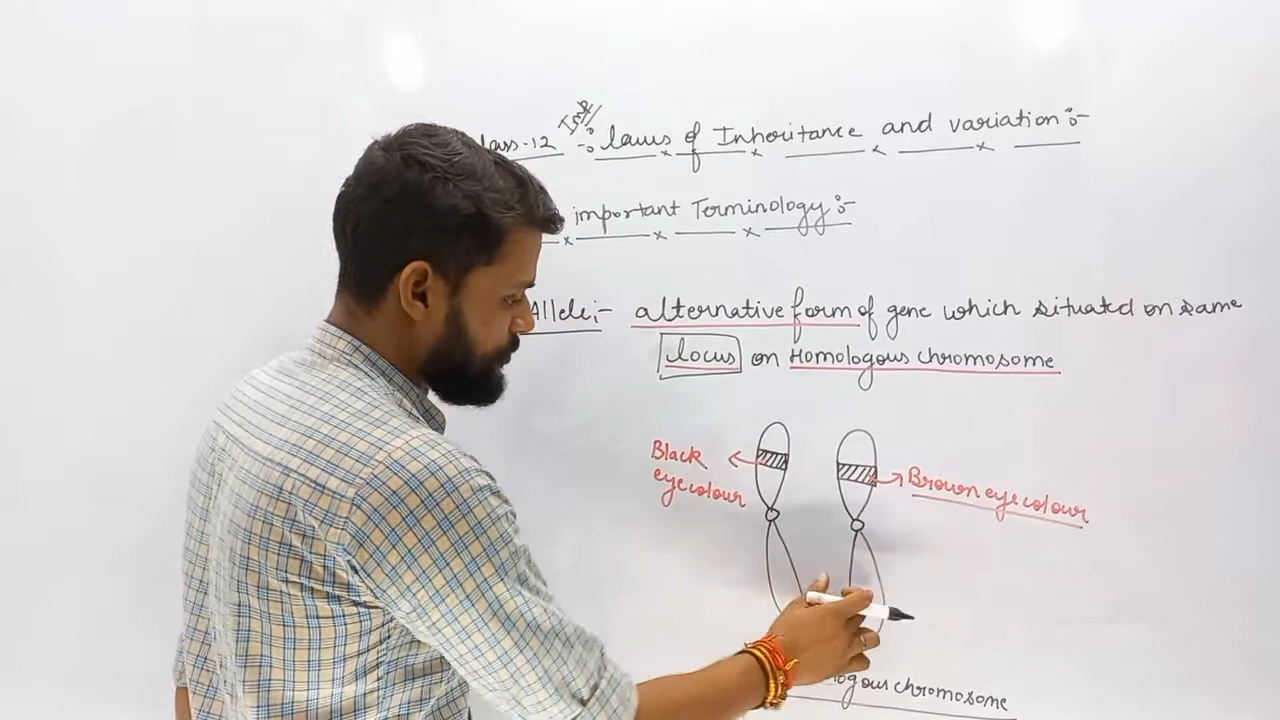 Imp
lass-12 :- laws of Inheritance and variation :-
important Terminology :-
Allele :- alternative form of gene which situated on same
locus on Homologous chromosome
Black
eye colour
Brown eye colour
ogous chromosome